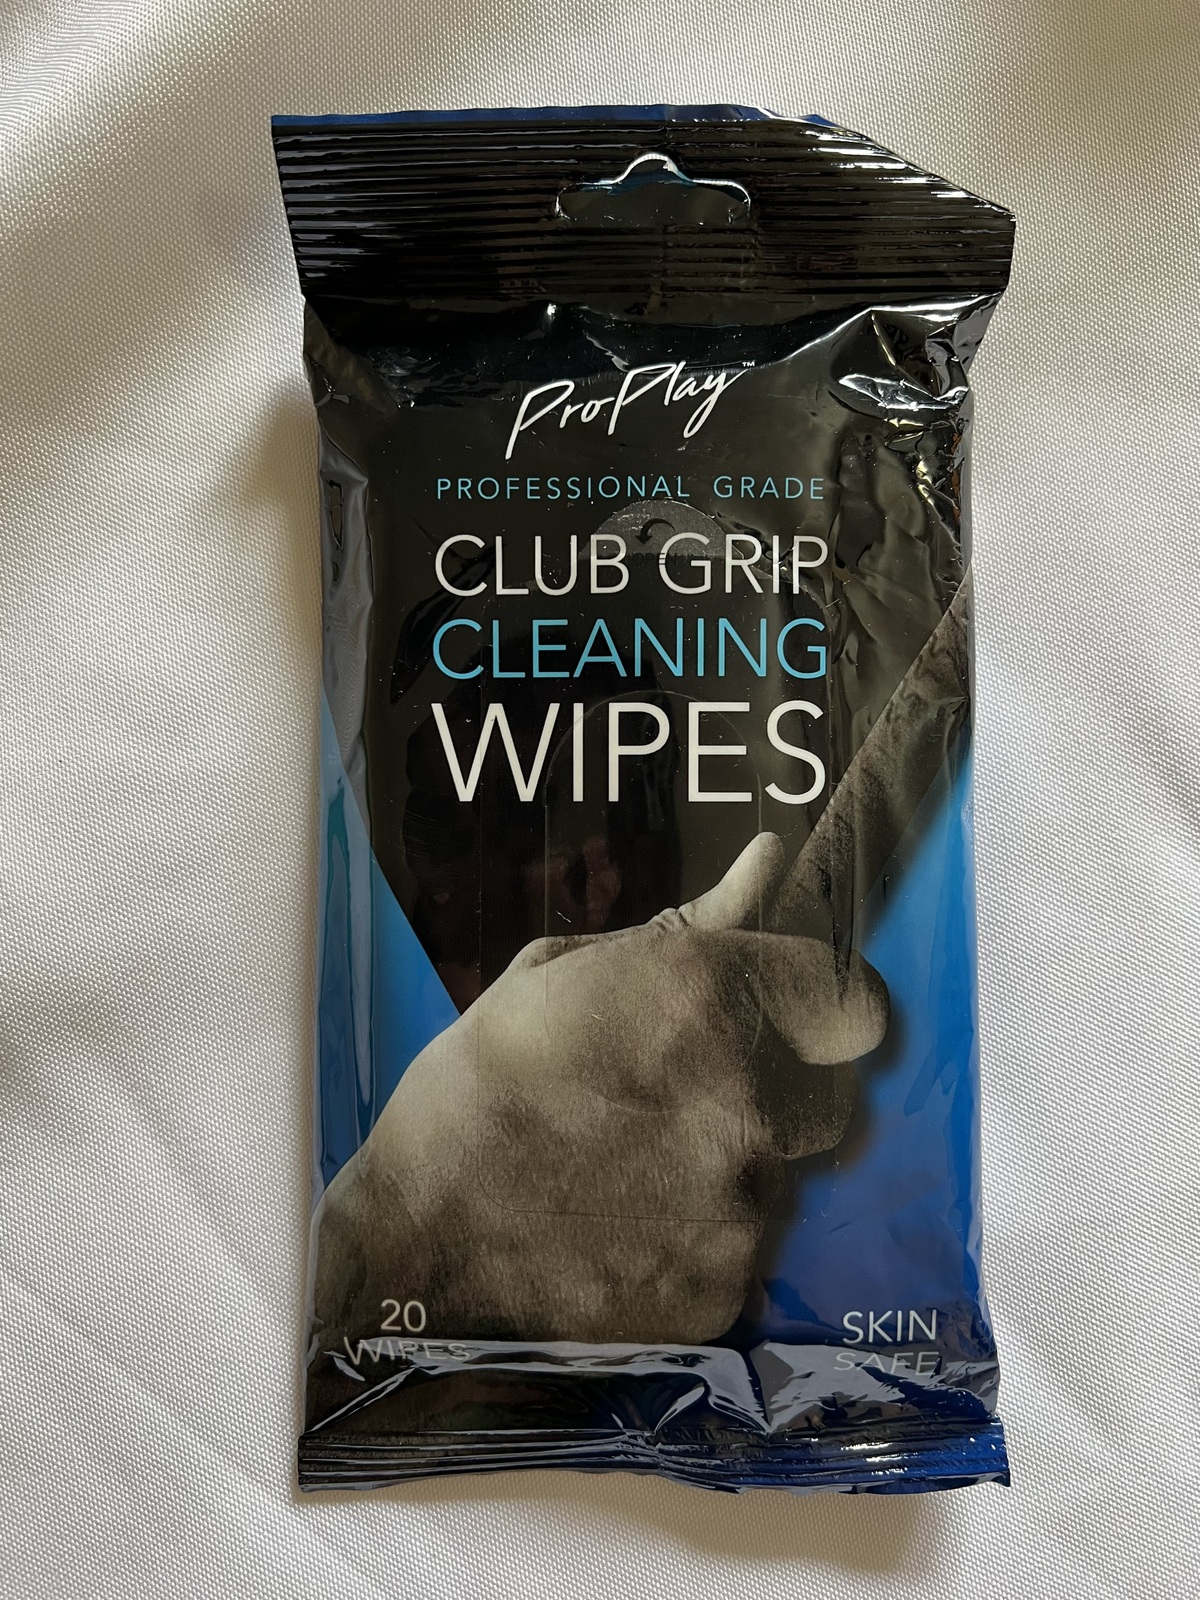 ProPlay™
PROFESSIONAL GRADE
CLUB GRIP
CLEANING
WIPES
20
WIPES
SKIN
SAFE